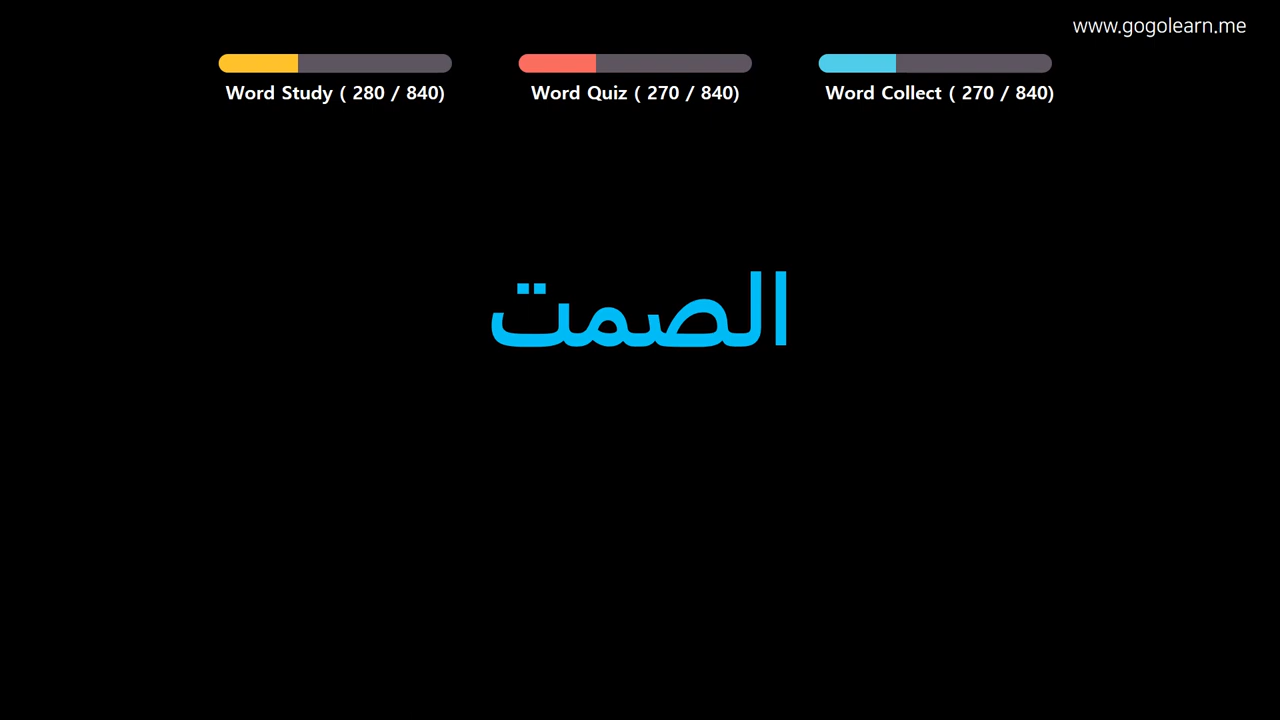 www.gogolearn.me
Word Study ( 280 / 840)
Word Quiz ( 270 / 840)
Word Collect ( 270 / 840)
الصمت